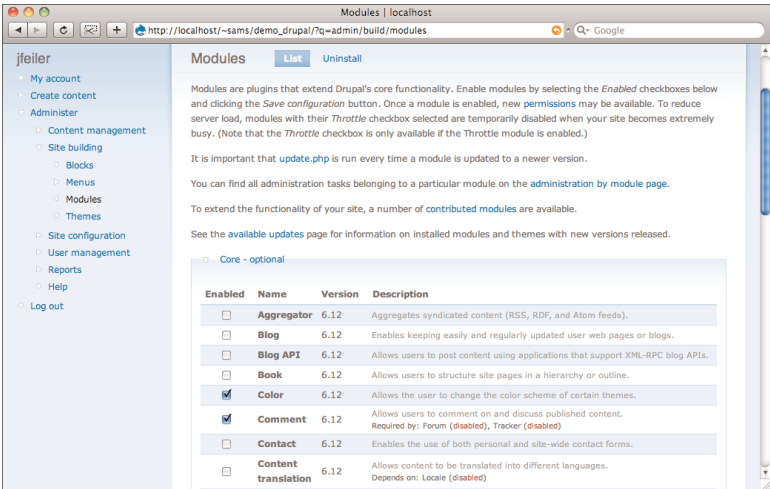 Modules | localhost
http://localhost/~sams/demo_drupal/?q=admin/build/modules
Google
jfeiler
My account
Create content
Administer
Content management
Site building
Blocks
Menus
Modules
Themes
Site configuration
User management
Reports
Help
Log out
Modules List Uninstall
Modules are plugins that extend Drupal's core functionality. Enable modules by selecting the Enabled checkboxes below
and clicking the Save configuration button. Once a module is enabled, new permissions may be available. To reduce
server load, modules with their Throttle checkbox selected are temporarily disabled when your site becomes extremely
busy. (Note that the Throttle checkbox is only available if the Throttle module is enabled.)
It is important that update.php is run every time a module is updated to a newer version.
You can find all administration tasks belonging to a particular module on the administration by module page.
To extend the functionality of your site, a number of contributed modules are available.
See the available updates page for information on installed modules and themes with new versions released.
Core - optional
Enabled Name Version Description
Aggregator 6.12 Aggregates syndicated content (RSS, RDF, and Atom feeds).
Blog 6.12 Enables keeping easily and regularly updated user web pages or blogs.
Blog API 6.12 Allows users to post content using applications that support XML-RPC blog APIs.
Book 6.12 Allows users to structure site pages in a hierarchy or outline.
Color 6.12 Allows the user to change the color scheme of certain themes.
Comment 6.12 Allows users to comment on and discuss published content.
Required by: Forum (disabled), Tracker (disabled)
Contact 6.12 Enables the use of both personal and site-wide contact forms.
Content translation 6.12 Allows content to be translated into different languages.
Depends on: Locale (disabled)